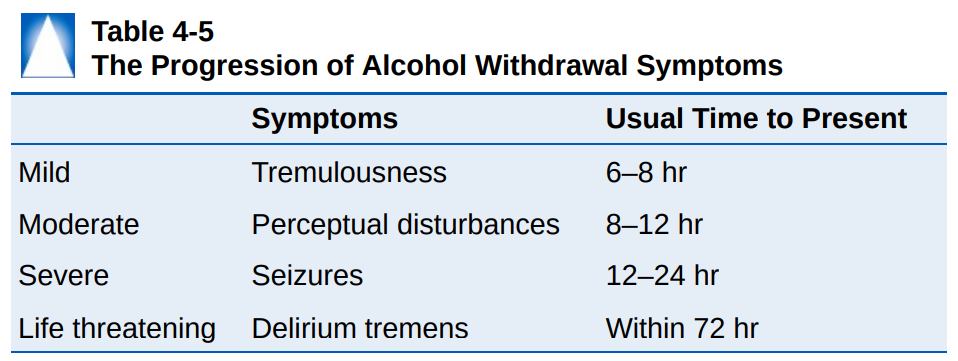 Table 4-5
The Progression of Alcohol Withdrawal Symptoms
Symptoms Usual Time to Present
Mild Tremulousness 6–8 hr
Moderate Perceptual disturbances 8–12 hr
Severe Seizures 12–24 hr
Life threatening Delirium tremens Within 72 hr